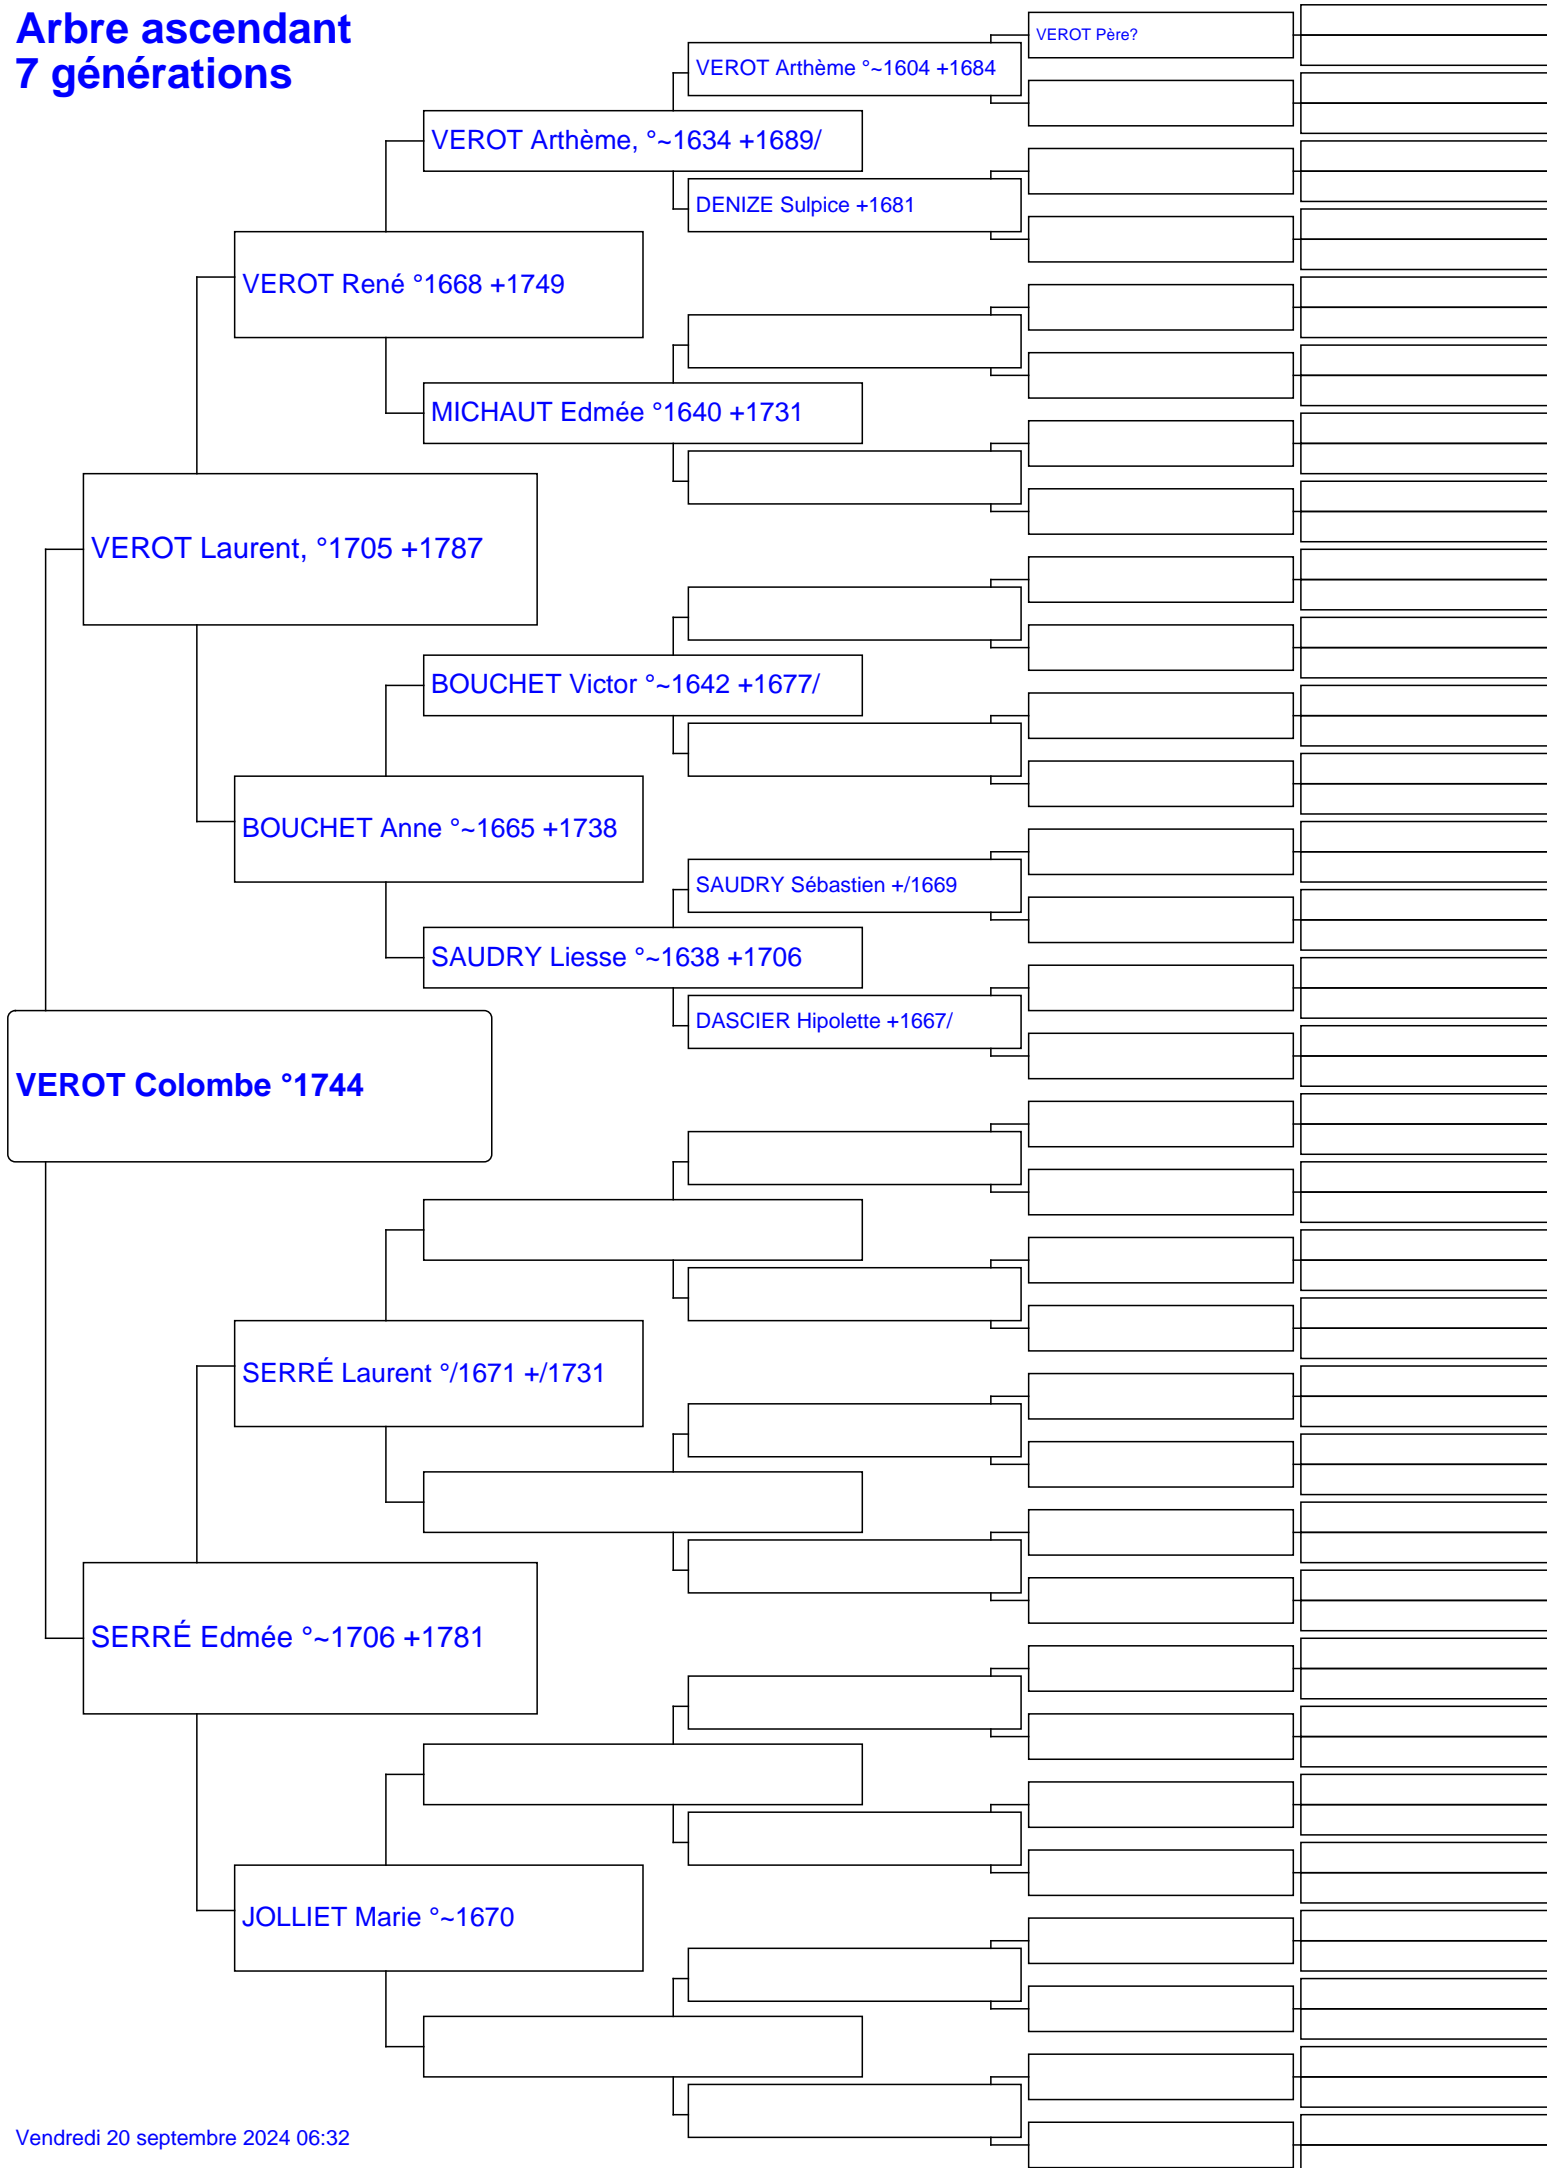 Arbre ascendant
7 générations
VEROT Père?
VEROT Arthème °~1604 +1684
VEROT Arthème, °~1634 +1689/
DENIZE Sulpice +1681
VEROT René °1668 +1749
MICHAUT Edmée °1640 +1731
VEROT Laurent, °1705 +1787
BOUCHET Victor °~1642 +1677/
BOUCHET Anne °~1665 +1738
SAUDRY Sébastien +/1669
SAUDRY Liesse °~1638 +1706
DASCIER Hipolette +1667/
VEROT Colombe °1744
SERRÉ Laurent °/1671 +/1731
SERRÉ Edmée °~1706 +1781
JOLLIET Marie °~1670
Vendredi 20 septembre 2024 06:32